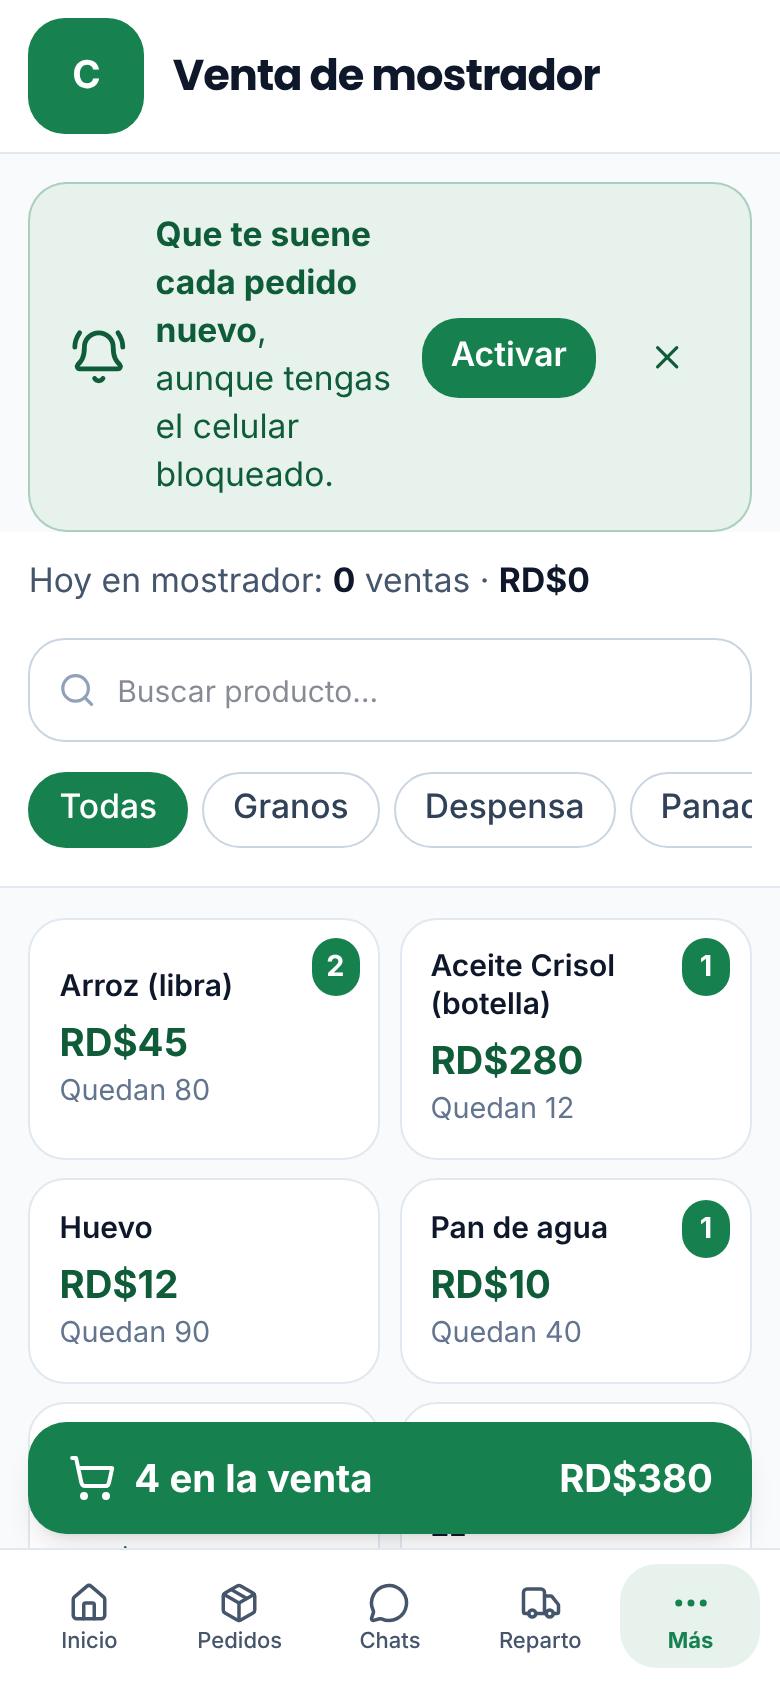 C
Venta de mostrador
Que te suene
cada pedido
nuevo,
aunque tengas
el celular
bloqueado.
Activar
Hoy en mostrador: 0 ventas · RD$0
Buscar producto...
Todas
Granos
Despensa
Panad
Arroz (libra)
2
RD$45
Quedan 80
Aceite Crisol
(botella)
1
RD$280
Quedan 12
Huevo
RD$12
Quedan 90
Pan de agua
1
RD$10
Quedan 40
4 en la venta
RD$380
Inicio
Pedidos
Chats
Reparto
Más